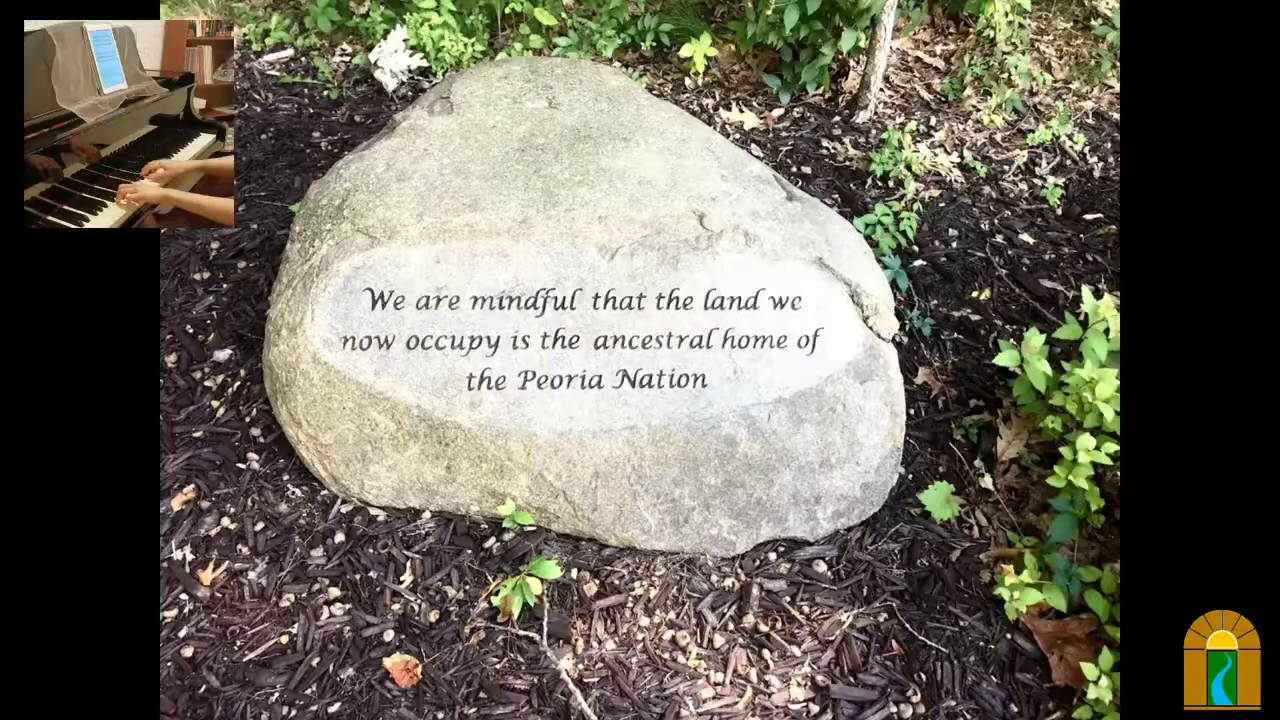 We are mindful that the land we
now occupy is the ancestral home of
the Peoria Nation